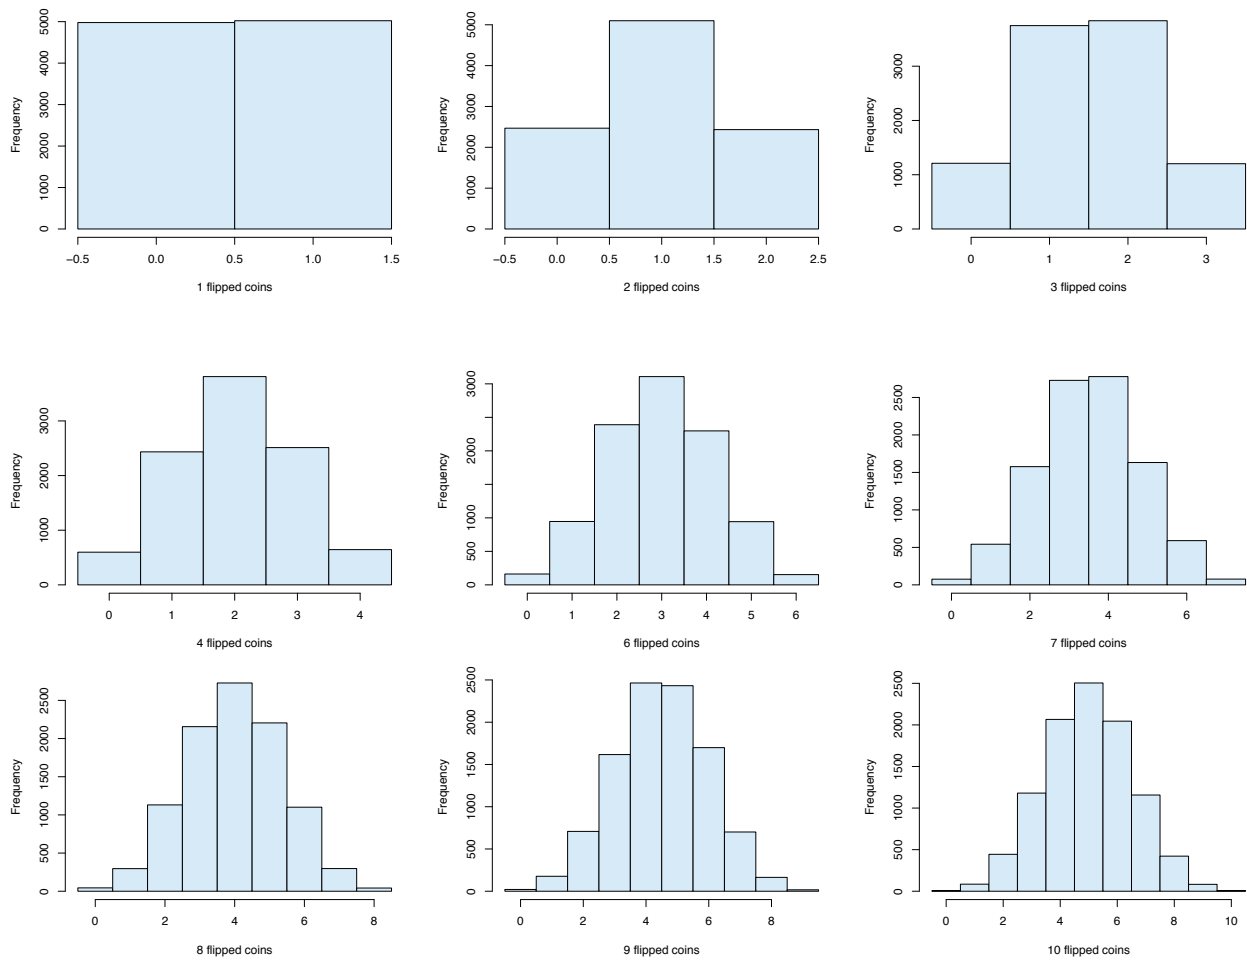 Frequency
0 1000 2000 3000 4000 5000
−0.5 0.0 0.5 1.0 1.5
1 flipped coins
Frequency
0 1000 2000 3000 4000 5000
−0.5 0.0 0.5 1.0 1.5 2.0 2.5
2 flipped coins
Frequency
0 1000 2000 3000
0 1 2 3
3 flipped coins
Frequency
0 1000 2000 3000
0 1 2 3 4
4 flipped coins
Frequency
0 500 1000 2000 3000
0 1 2 3 4 5 6
6 flipped coins
Frequency
0 500 1000 1500 2000 2500
0 2 4 6
7 flipped coins
Frequency
0 500 1000 1500 2000 2500
0 2 4 6 8
8 flipped coins
Frequency
0 500 1000 1500 2000 2500
0 2 4 6 8
9 flipped coins
Frequency
0 500 1000 1500 2000 2500
0 2 4 6 8 10
10 flipped coins